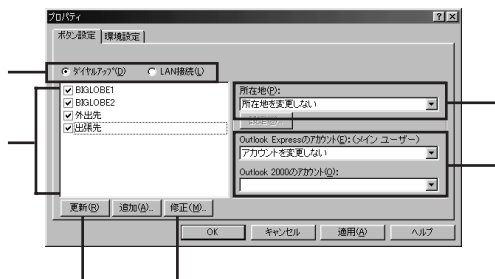 プロパティ
ボタン設定 環境設定
ダイヤルアップ(D) LAN接続(L)
BIGLOBE1
BIGLOBE2
外出先
出張先
所在地(P):
所在地を変更しない
Outlook Expressのアカウント(E): (メイン ユーザー)
アカウントを変更しない
Outlook 2000のアカウント(O):
更新(R) 追加(A)... 修正(M)...
OK キャンセル 適用(A) ヘルプ